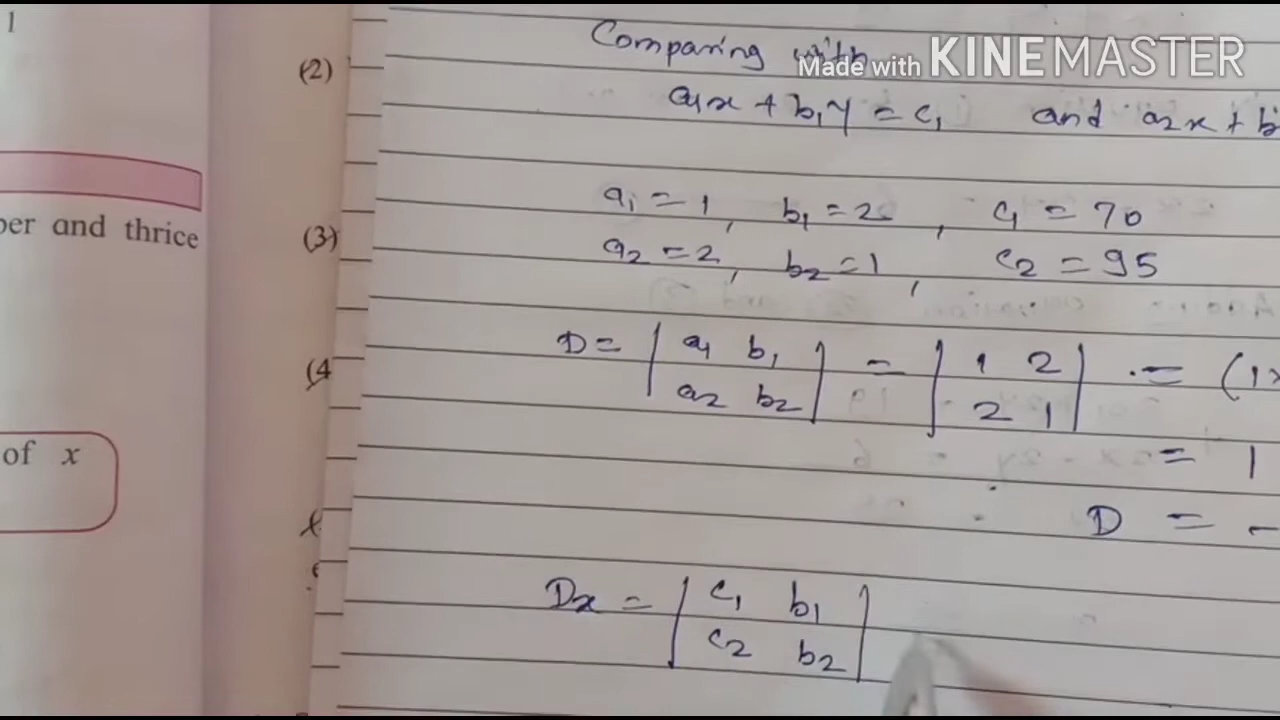 1
Made with KINEMASTER
(2)
Comparing with
a₁x + b₁y = c₁ and a₂x + b
per and thrice
a₁ = 1, b₁ = 2, c₁ = 70
(3)
a₂ = 2, b₂ = 1, c₂ = 95
D = | a₁ b₁ | = | 1 2 | = (1×
(4
| a₂ b₂ | | 2 1 |
of x
= 1
D = -
Dx = | c₁ b₁ |
| c₂ b₂ |